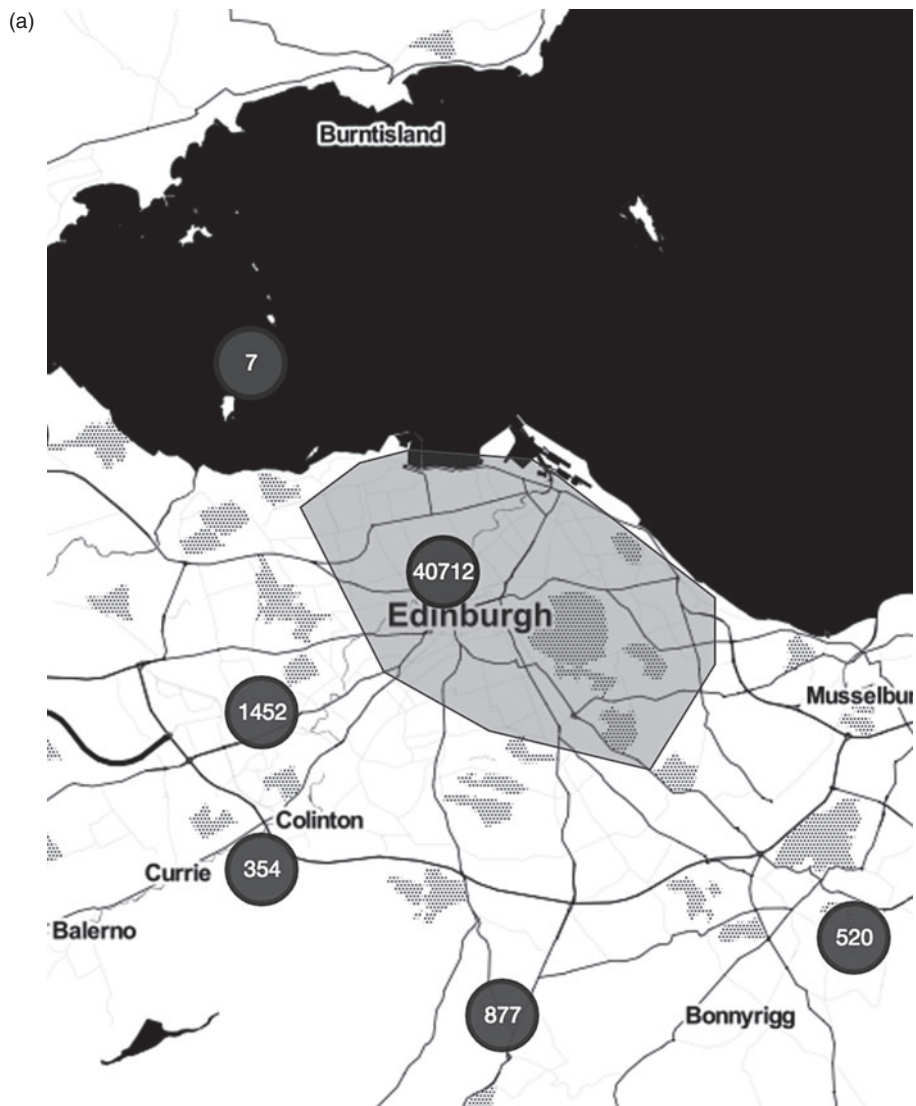 (a)
Burntisland
7
40712
Edinburgh
Musselbur
1452
Colinton
Currie
354
Balerno
520
877
Bonnyrigg